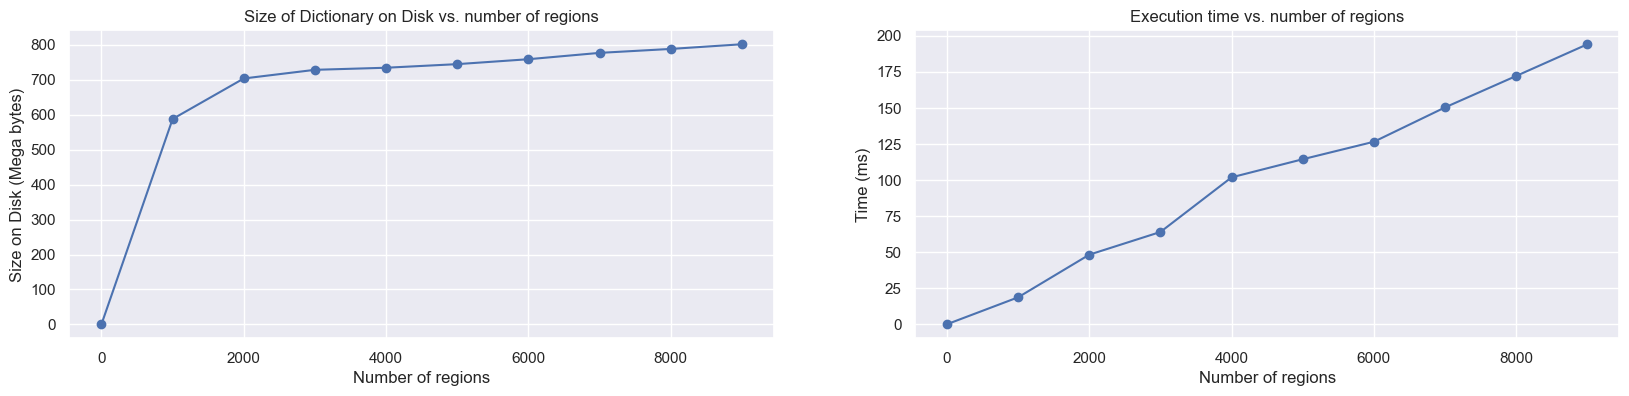 Size of Dictionary on Disk vs. number of regions
Size on Disk (Mega bytes)
800
700
600
500
400
300
200
100
0
0 2000 4000 6000 8000
Number of regions
Execution time vs. number of regions
Time (ms)
200
175
150
125
100
75
50
25
0
0 2000 4000 6000 8000
Number of regions